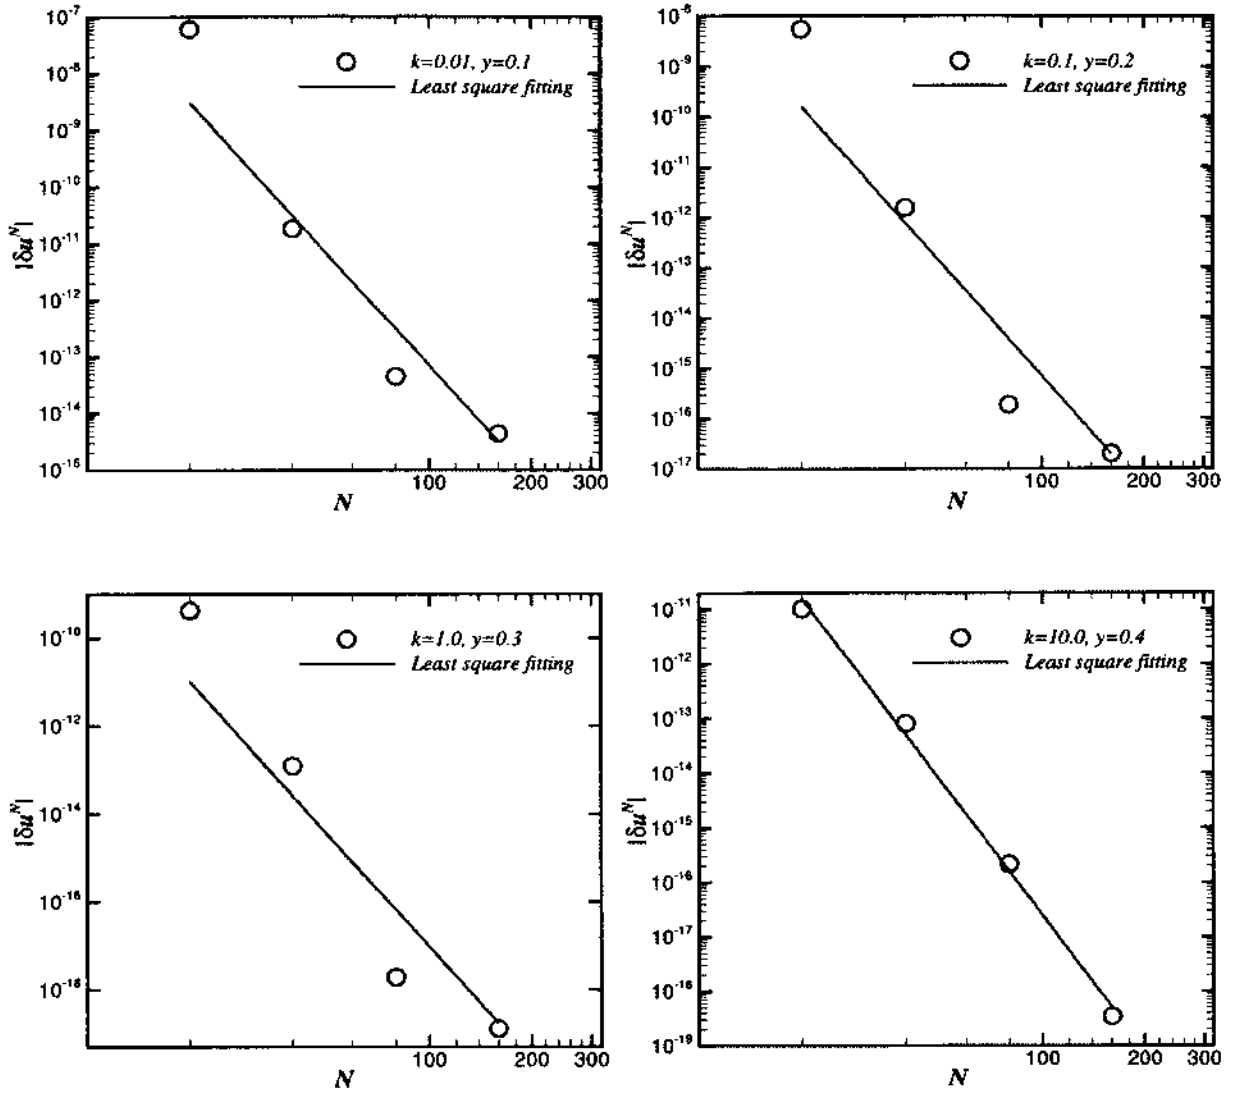 10^-7
10^-8
10^-9
10^-10
10^-11
10^-12
10^-13
10^-14
10^-15
|δu^N|
k=0.01, y=0.1
Least square fitting
100 200 300
N
10^-8
10^-9
10^-10
10^-11
10^-12
10^-13
10^-14
10^-15
10^-16
10^-17
|δu^N|
k=0.1, y=0.2
Least square fitting
100 200 300
N
10^-10
10^-12
10^-14
10^-16
10^-18
|δu^N|
k=1.0, y=0.3
Least square fitting
100 200 300
N
10^-11
10^-12
10^-13
10^-14
10^-15
10^-16
10^-17
10^-18
10^-19
|δu^N|
k=10.0, y=0.4
Least square fitting
100 200 300
N